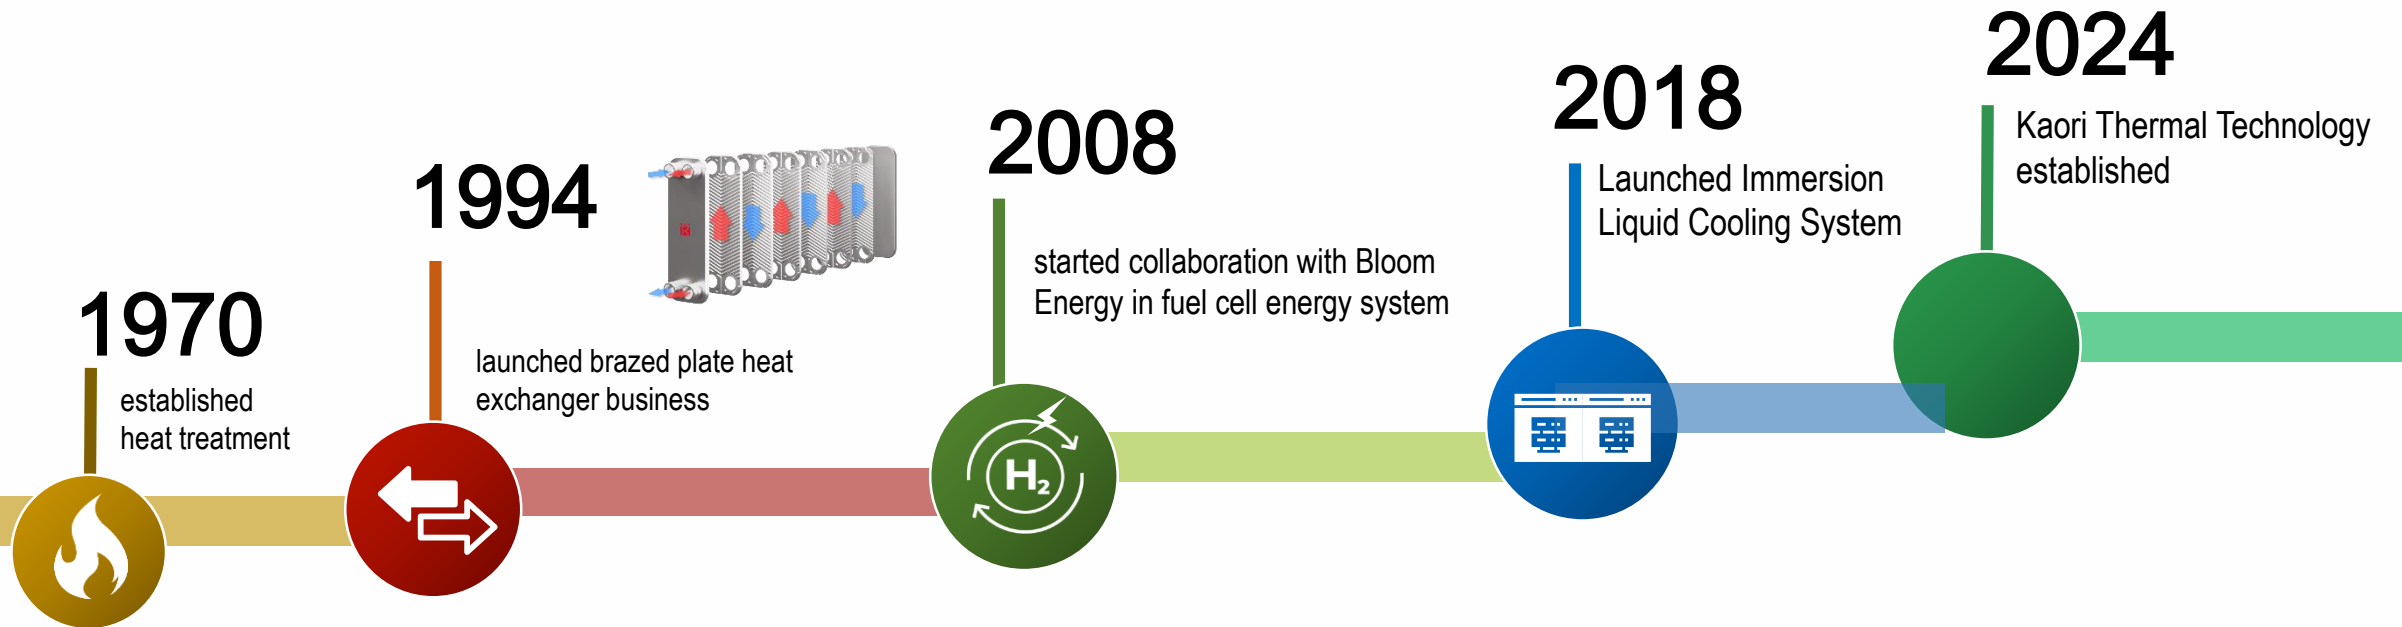 1970
established
heat treatment
1994
launched brazed plate heat
exchanger business
2008
started collaboration with Bloom
Energy in fuel cell energy system
H2
2018
Launched Immersion
Liquid Cooling System
2024
Kaori Thermal Technology
established